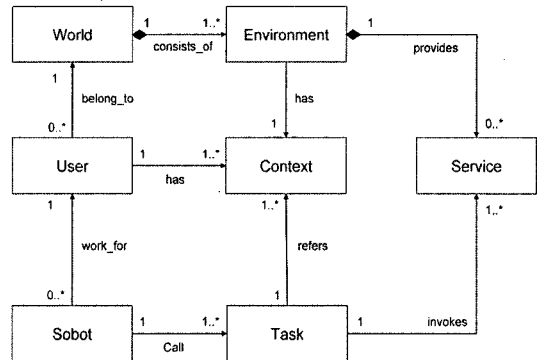 World
1
1..*
consists_of
Environment
1
provides
1
belong_to
0..*
has
1
0..*
User
1
1..*
has
Context
Service
1
work_for
0..*
1..*
refers
1
1..*
Sobot
1
1..*
Call
Task
1
invokes